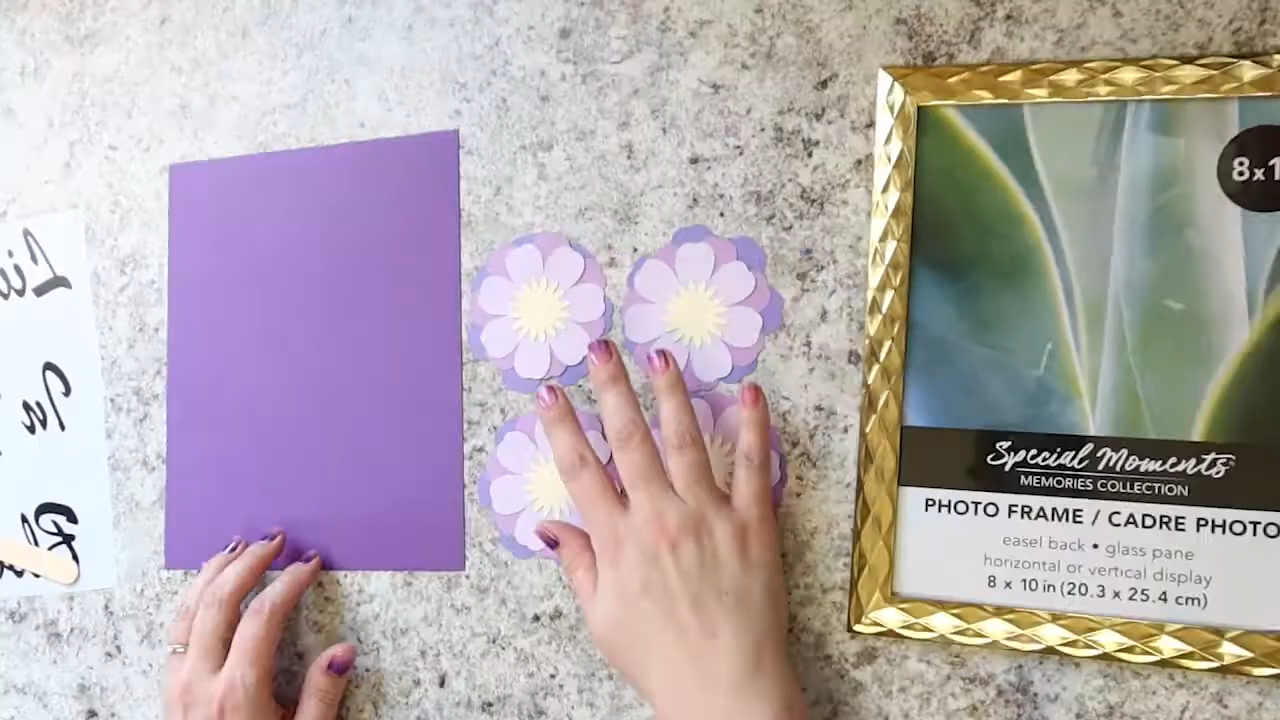 8x1
Special Moments
MEMORIES COLLECTION
PHOTO FRAME / CADRE PHOTO
easel back • glass pane
horizontal or vertical display
8 x 10 in (20.3 x 25.4 cm)